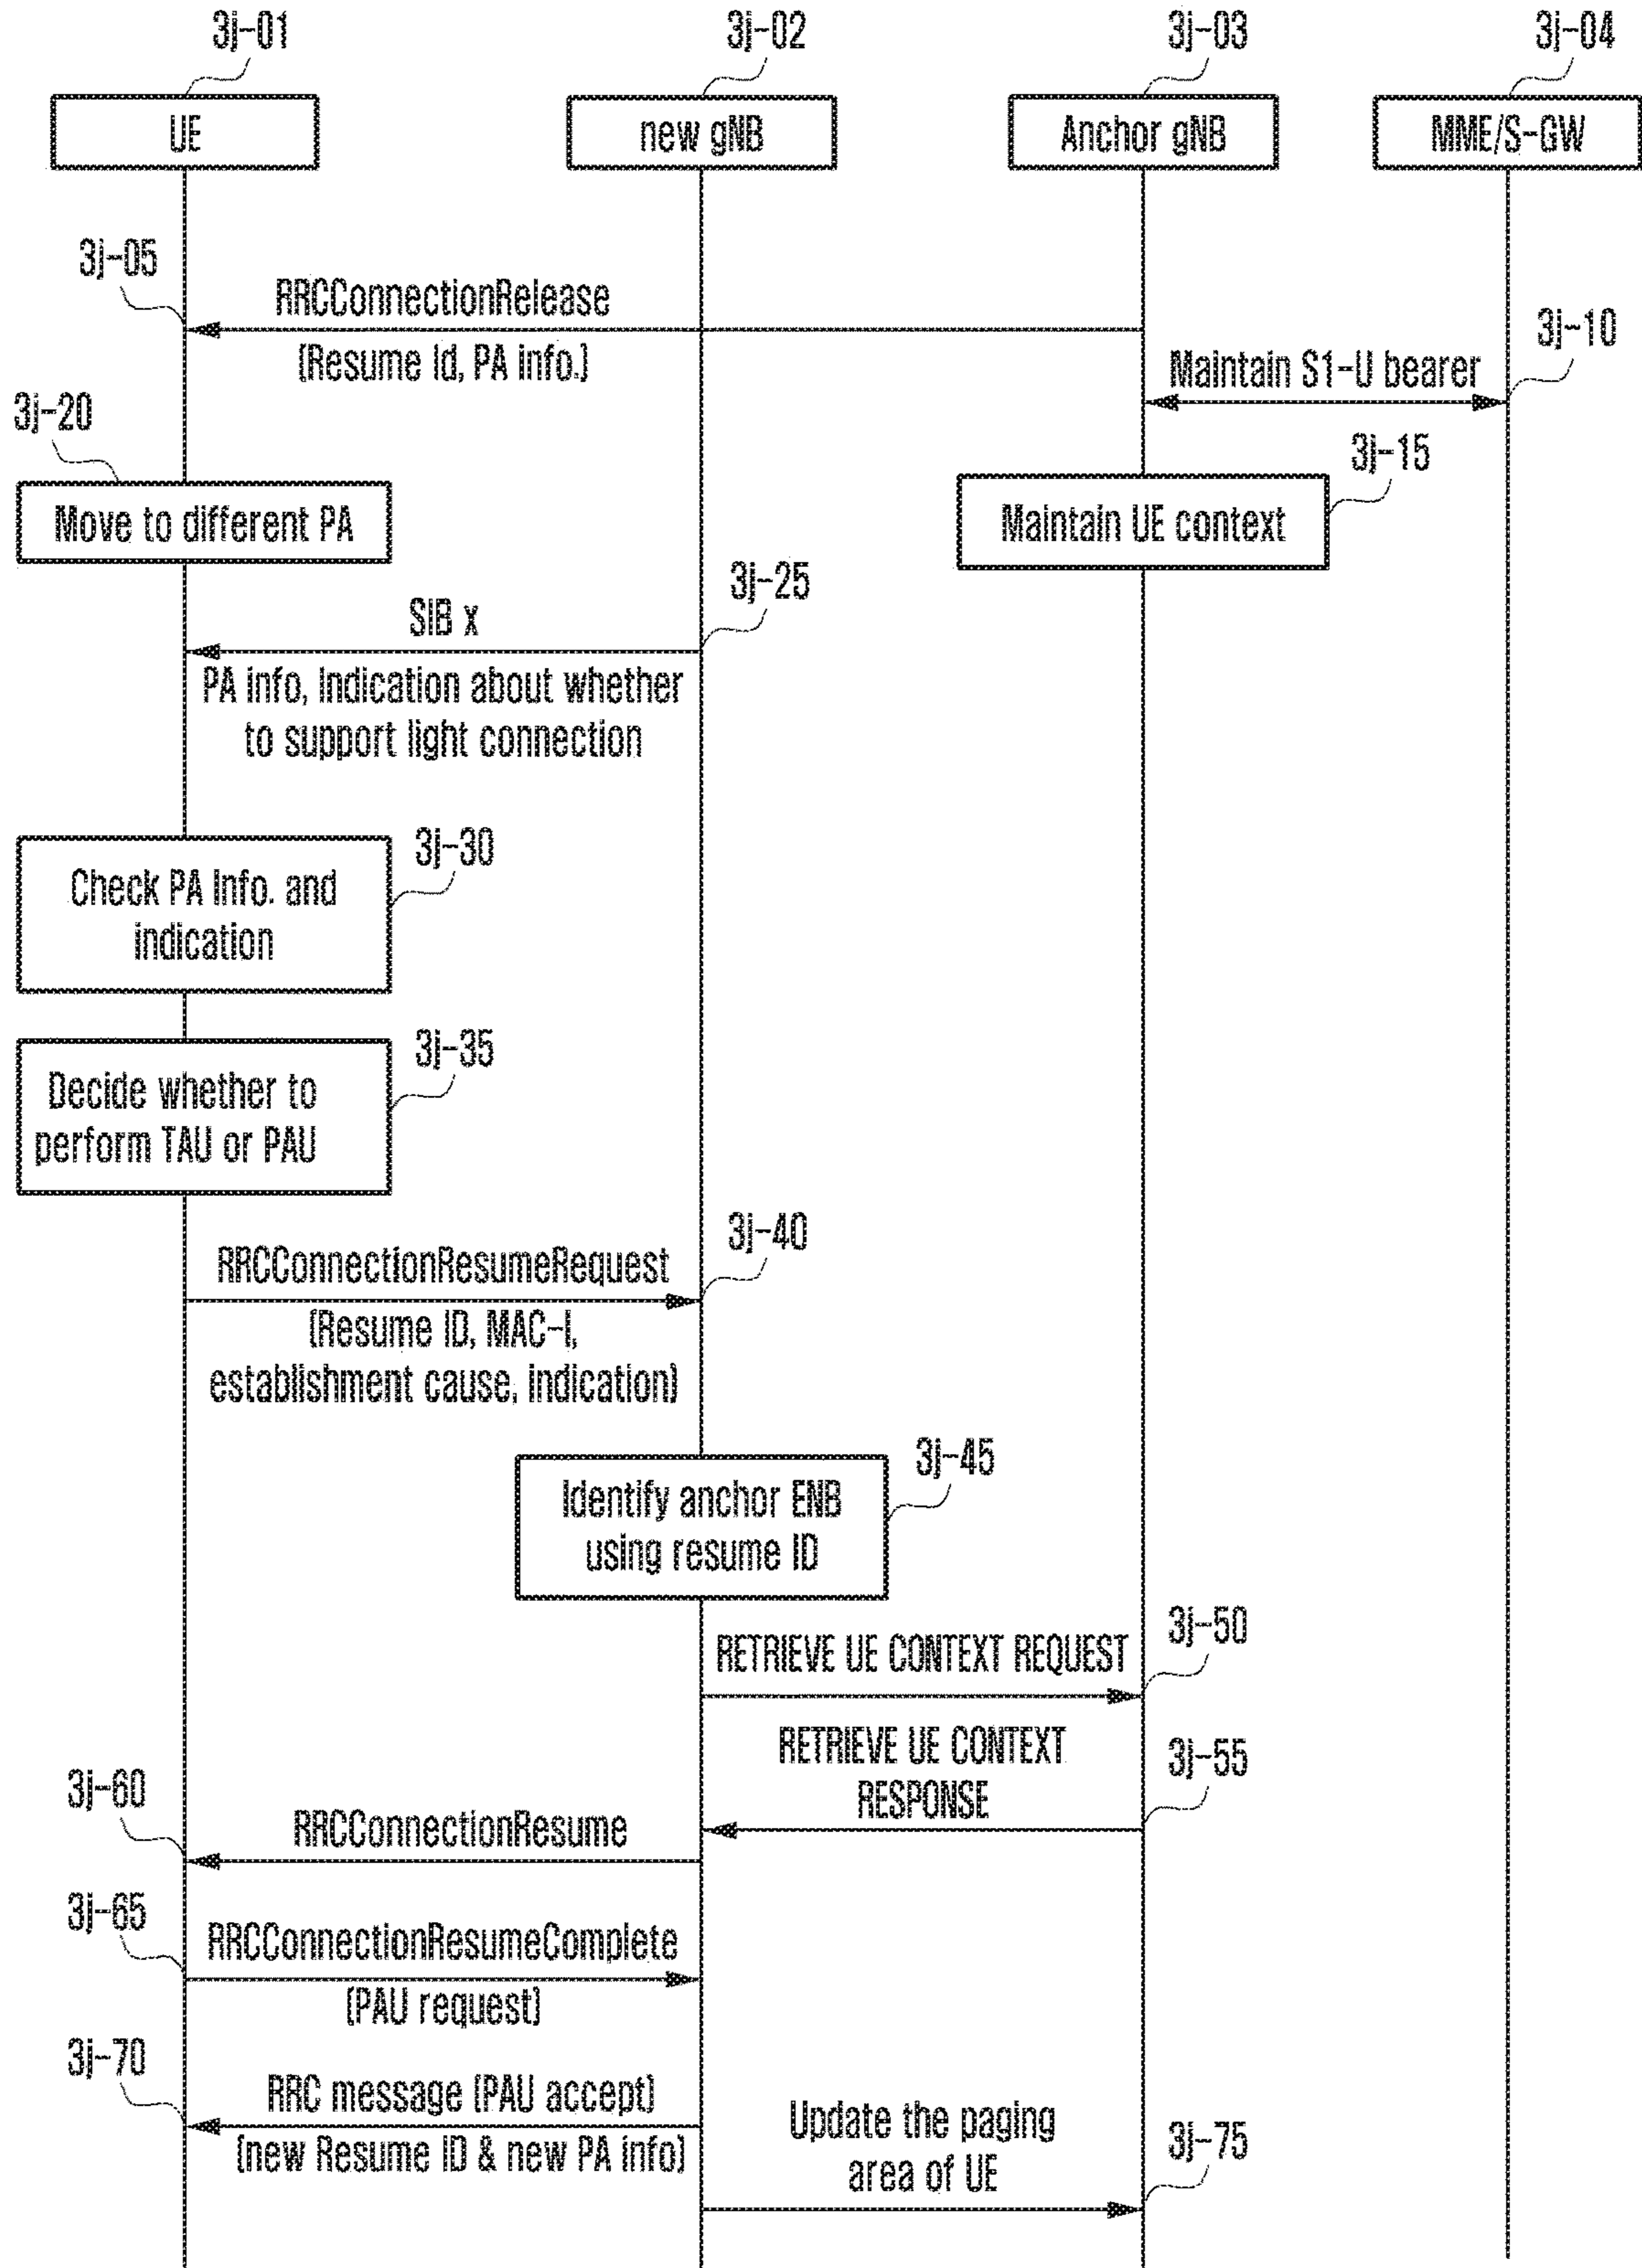 3j-01
3j-02
3j-03
3j-04
UE
new gNB
Anchor gNB
MME/S-GW
3j-05
RRCConnectionRelease
(Resume Id, PA info.)
3j-10
Maintain S1-U bearer
3j-15
Maintain UE context
3j-20
Move to different PA
3j-25
SIB x
PA info, Indication about whether
to support light connection
3j-30
Check PA Info. and
indication
3j-35
Decide whether to
perform TAU or PAU
3j-40
RRCConnectionResumeRequest
(Resume ID, MAC-I,
establishment cause, indication)
3j-45
Identify anchor ENB
using resume ID
3j-50
RETRIEVE UE CONTEXT REQUEST
RETRIEVE UE CONTEXT
RESPONSE
3j-55
3j-60
RRCConnectionResume
3j-65
RRCConnectionResumeComplete
(PAU request)
3j-70
RRC message (PAU accept)
(new Resume ID & new PA info)
Update the paging
area of UE
3j-75